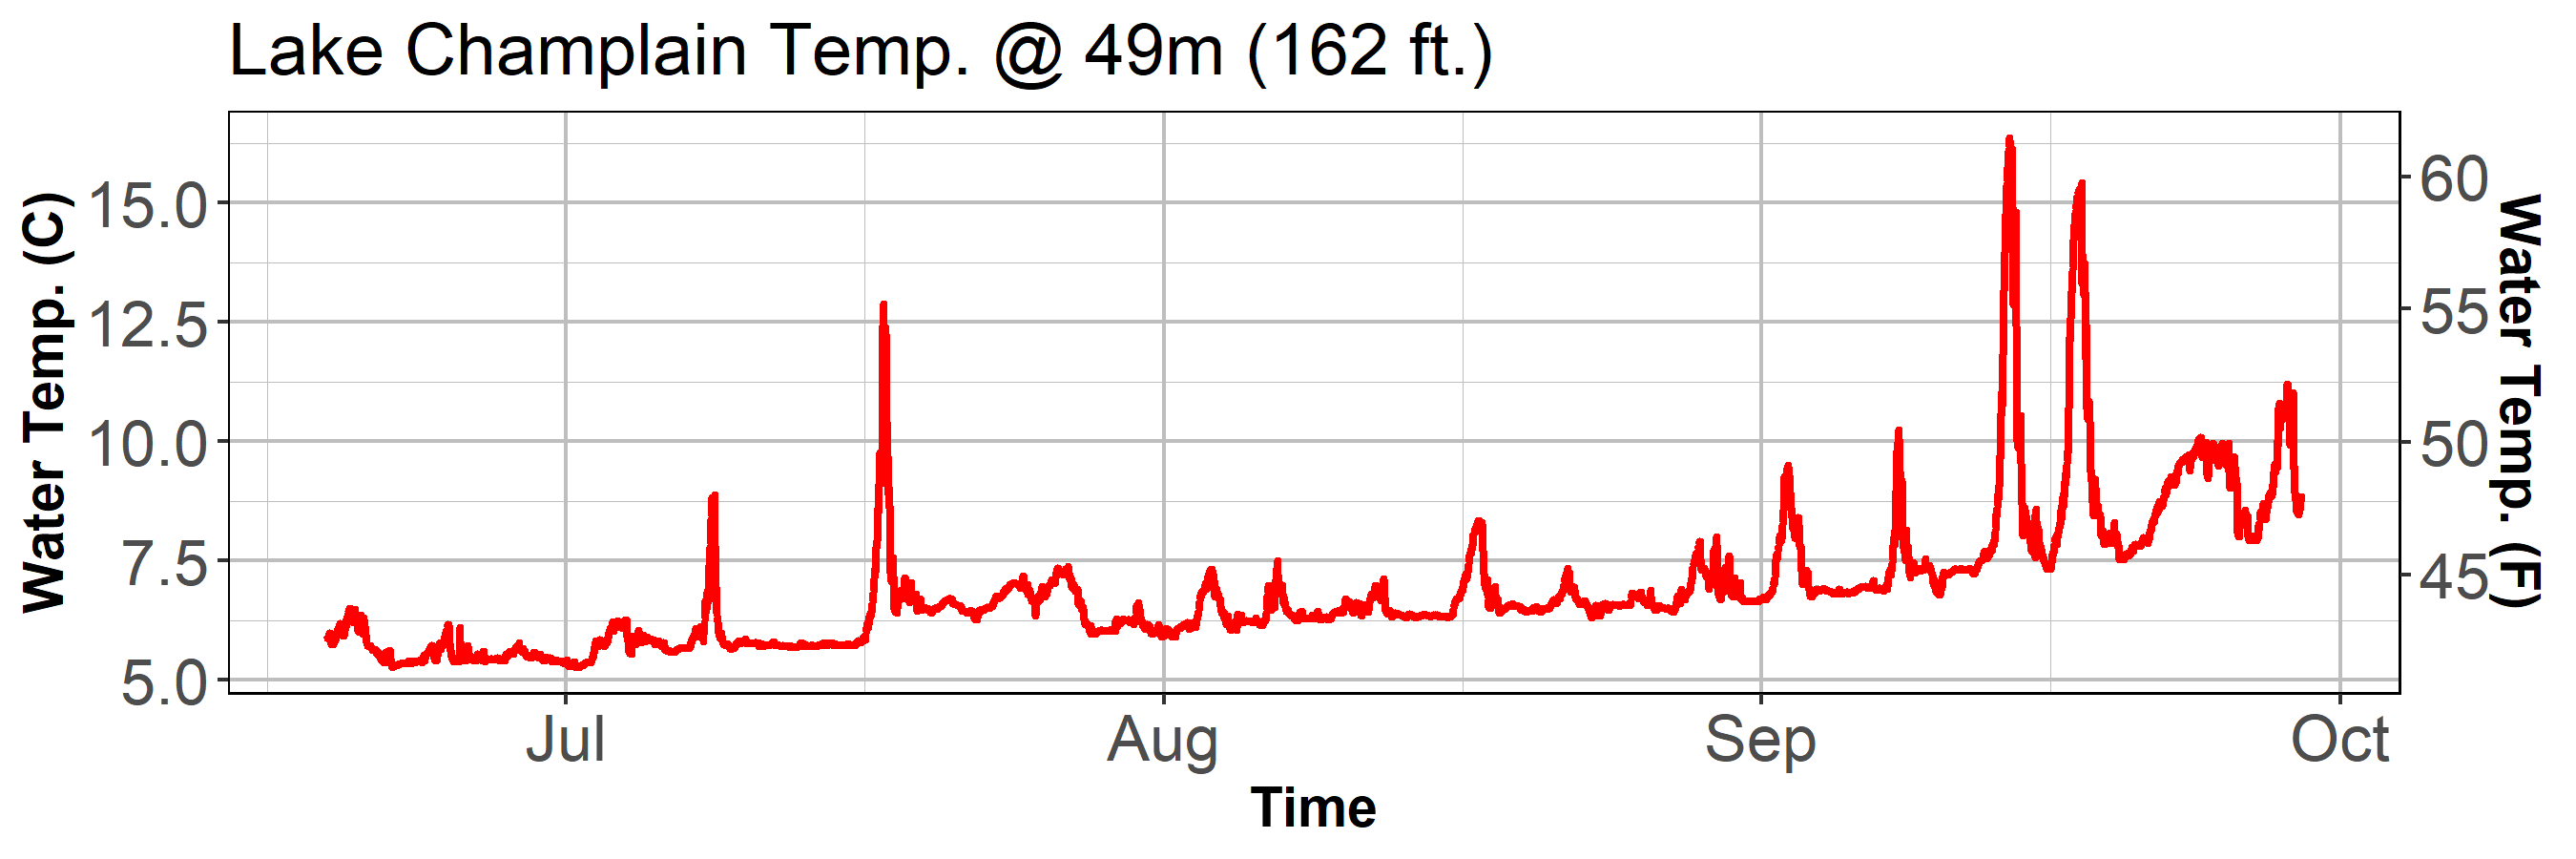 Lake Champlain Temp. @ 49m (162 ft.)
Water Temp. (C)
15.0
12.5
10.0
7.5
5.0
60
55
50
45
Water Temp. (F)
Jul
Aug
Sep
Oct
Time